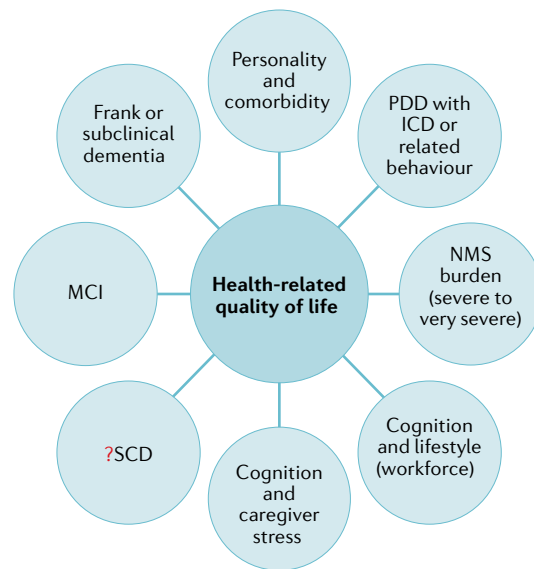 Personality
and
comorbidity
PDD with
ICD or
related
behaviour
NMS
burden
(severe to
very severe)
Cognition
and lifestyle
(workforce)
Cognition
and
caregiver
stress
?SCD
MCI
Frank or
subclinical
dementia
Health-related
quality of life